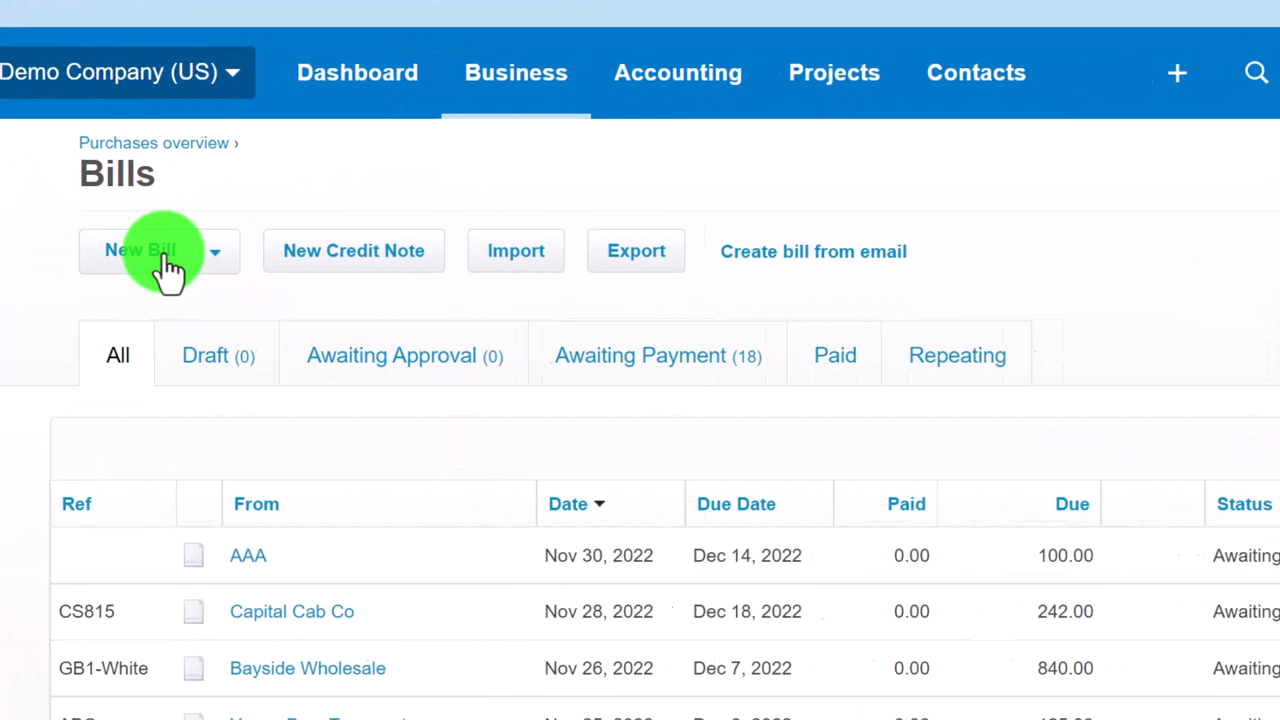 Demo Company (US) Dashboard Business Accounting Projects Contacts
Purchases overview ›
Bills
New Bill New Credit Note Import Export Create bill from email
All Draft (0) Awaiting Approval (0) Awaiting Payment (18) Paid Repeating
Ref From Date Due Date Paid Due Status
AAA Nov 30, 2022 Dec 14, 2022 0.00 100.00 Awaiting
CS815 Capital Cab Co Nov 28, 2022 Dec 18, 2022 0.00 242.00 Awaiting
GB1-White Bayside Wholesale Nov 26, 2022 Dec 7, 2022 0.00 840.00 Awaiting